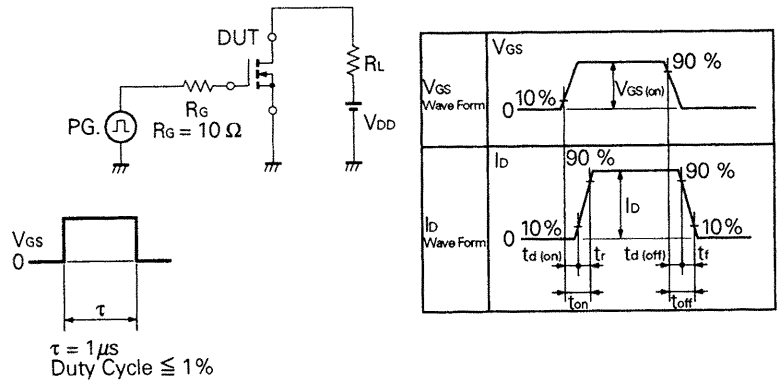 DUT
RL
RG
RG = 10 Ω
PG.
VDD
VGS
0
τ
τ = 1μs
Duty Cycle ≦ 1%
VGS
Wave Form
VGS
90 %
10%
VGS (on)
0
ID
Wave Form
ID
90 %
90 %
ID
10%
10%
0
td (on)
tr
td (off)
tf
ton
toff